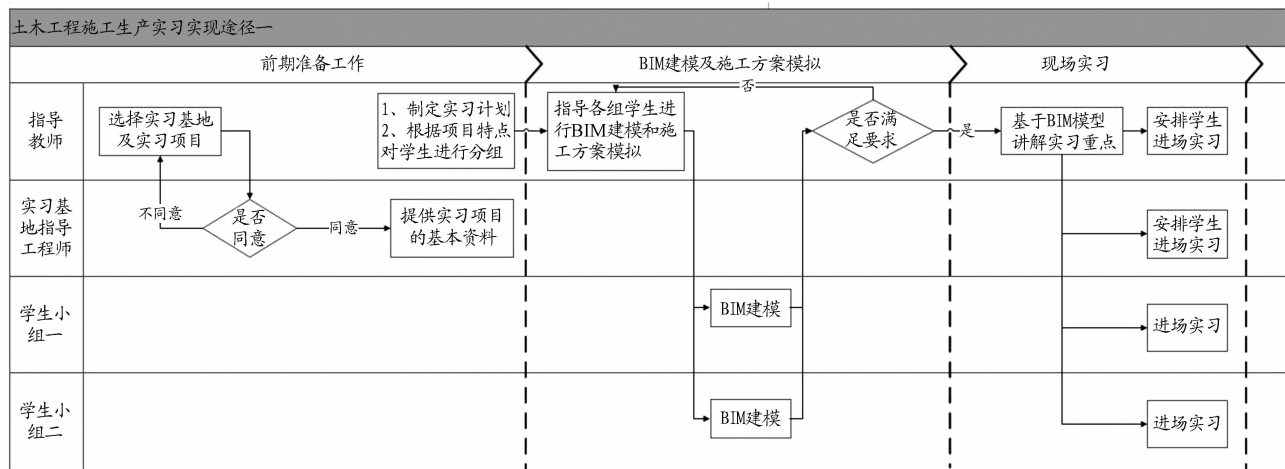 土木工程施工生产实习实现途径一
前期准备工作
BIM建模及施工方案模拟
现场实习
指导
教师
选择实习基地
及实习项目
1、制定实习计划
2、根据项目特点
对学生进行分组
指导各组学生进
行BIM建模和施
工方案模拟
否
是否满
足要求
是
基于BIM模型
讲解实习重点
安排学生
进场实习
实习基
地指导
工程师
不同意
是否
同意
同意
提供实习项目
的基本资料
安排学生
进场实习
学生小
组一
BIM建模
进场实习
学生小
组二
BIM建模
进场实习